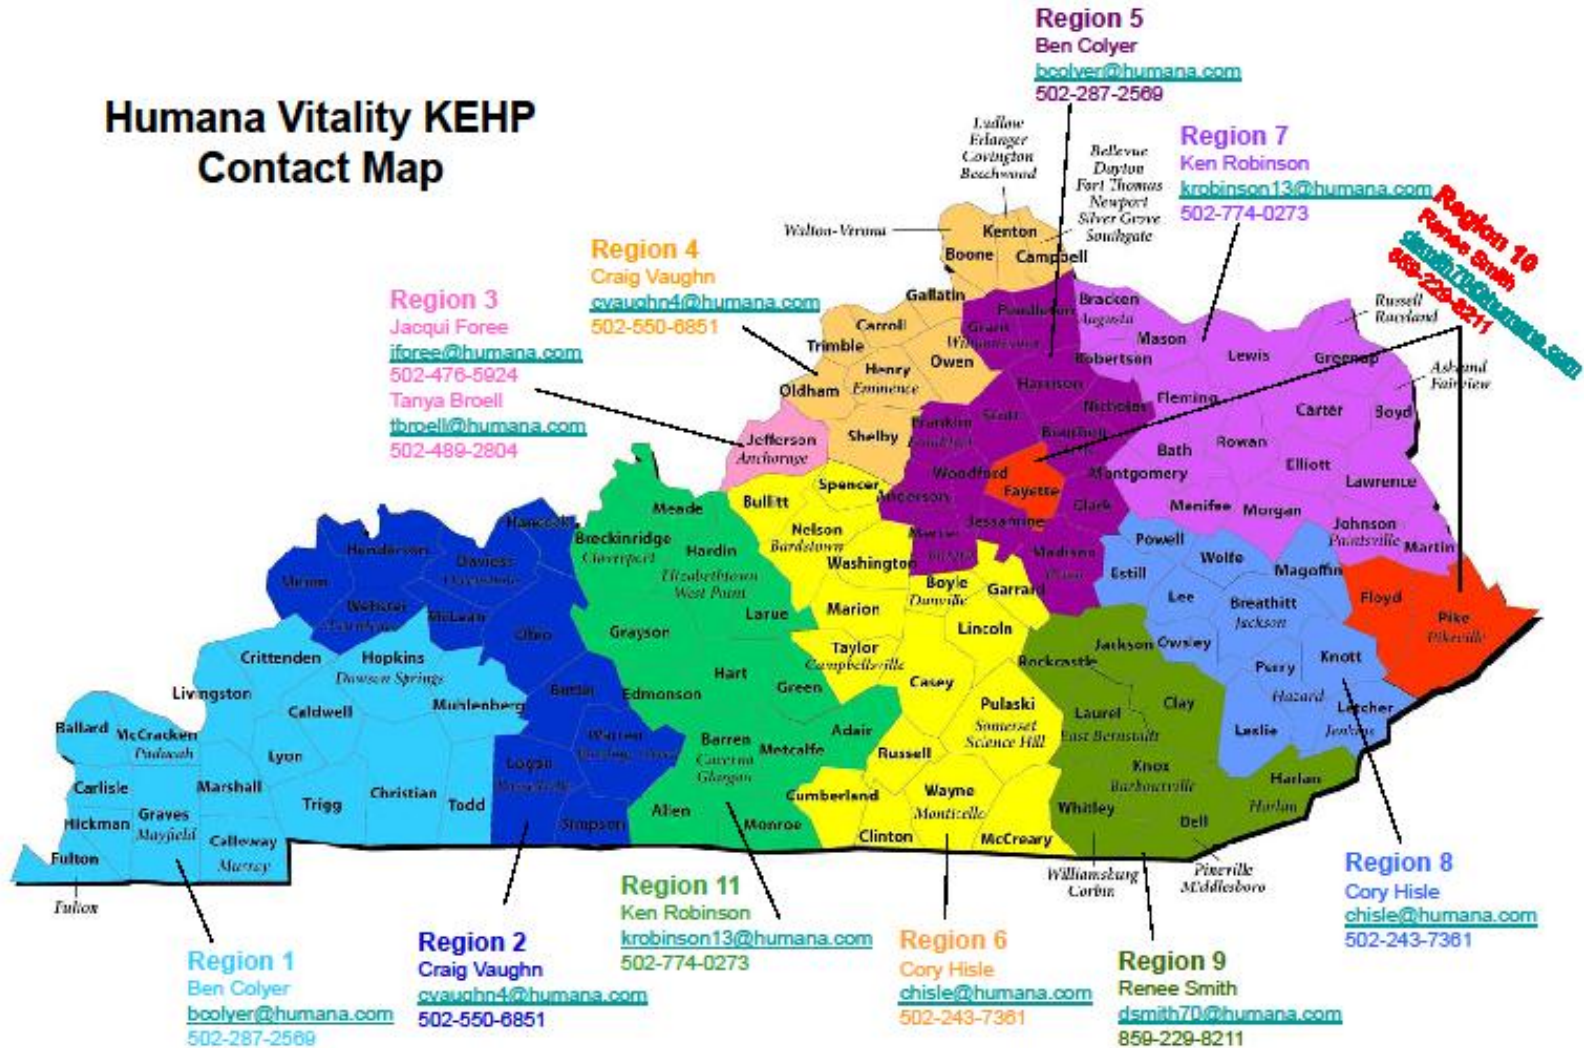 Humana Vitality KEHP
Contact Map
Region 5
Ben Colyer
bcolyer@humana.com
502-287-2569
Region 7
Ken Robinson
krobinson13@humana.com
502-774-0273
Region 10
Renee Smith
dsmith70@humana.com
859-229-8211
Region 4
Craig Vaughn
cvaughn4@humana.com
502-550-6851
Region 3
Jacqui Foree
jforee@humana.com
502-476-5924
Tanya Broell
tbroell@humana.com
502-489-2804
Ludlow
Erlanger
Covington
Beechwood
Bellevue
Dayton
Fort Thomas
Newport
Silver Grove
Southgate
Walton-Verona
Kenton
Boone
Campbell
Gallatin
Carroll
Trimble
Owen
Henry
Eminence
Oldham
Shelby
Jefferson
Anchorage
Pendleton
Grant
Williamstown
Harrison
Nicholas
Scott
Bourbon
Franklin
Frankfort
Woodford
Fayette
Anderson
Clark
Jessamine
Mercer
Madison
Bracken
Augusta
Mason
Robertson
Lewis
Greenup
Russell
Raceland
Ashland
Fairview
Fleming
Carter
Boyd
Bath
Rowan
Elliott
Montgomery
Lawrence
Menifee
Morgan
Johnson
Paintsville
Martin
Spencer
Bullitt
Nelson
Bardstown
Washington
Marion
Boyle
Danville
Garrard
Lincoln
Taylor
Campbellsville
Casey
Pulaski
Somerset
Science Hill
Russell
Wayne
Monticello
Cumberland
Clinton
McCreary
Meade
Breckinridge
Cloverport
Hardin
Elizabethtown
West Point
Larue
Grayson
Hart
Green
Edmonson
Adair
Barren
Caverna
Glasgow
Metcalfe
Allen
Monroe
Hancock
Henderson
Daviess
Owensboro
Union
Webster
McLean
Ohio
Butler
Warren
Logan
Simpson
Crittenden
Hopkins
Dawson Springs
Livingston
Caldwell
Muhlenberg
Ballard
McCracken
Paducah
Lyon
Carlisle
Marshall
Trigg
Christian
Todd
Hickman
Graves
Mayfield
Calloway
Murray
Fulton
Fulton
Powell
Wolfe
Estill
Magoffin
Lee
Breathitt
Jackson
Owsley
Perry
Hazard
Knott
Letcher
Jenkins
Leslie
Floyd
Pike
Pikeville
Jackson
Rockcastle
Clay
Laurel
East Bernstadt
Knox
Barbourville
Harlan
Harlan
Whitley
Bell
Williamsburg
Corbin
Pineville
Middlesboro
Region 1
Ben Colyer
bcolyer@humana.com
502-287-2569
Region 2
Craig Vaughn
cvaughn4@humana.com
502-550-6851
Region 11
Ken Robinson
krobinson13@humana.com
502-774-0273
Region 6
Cory Hisle
chisle@humana.com
502-243-7361
Region 9
Renee Smith
dsmith70@humana.com
859-229-8211
Region 8
Cory Hisle
chisle@humana.com
502-243-7361